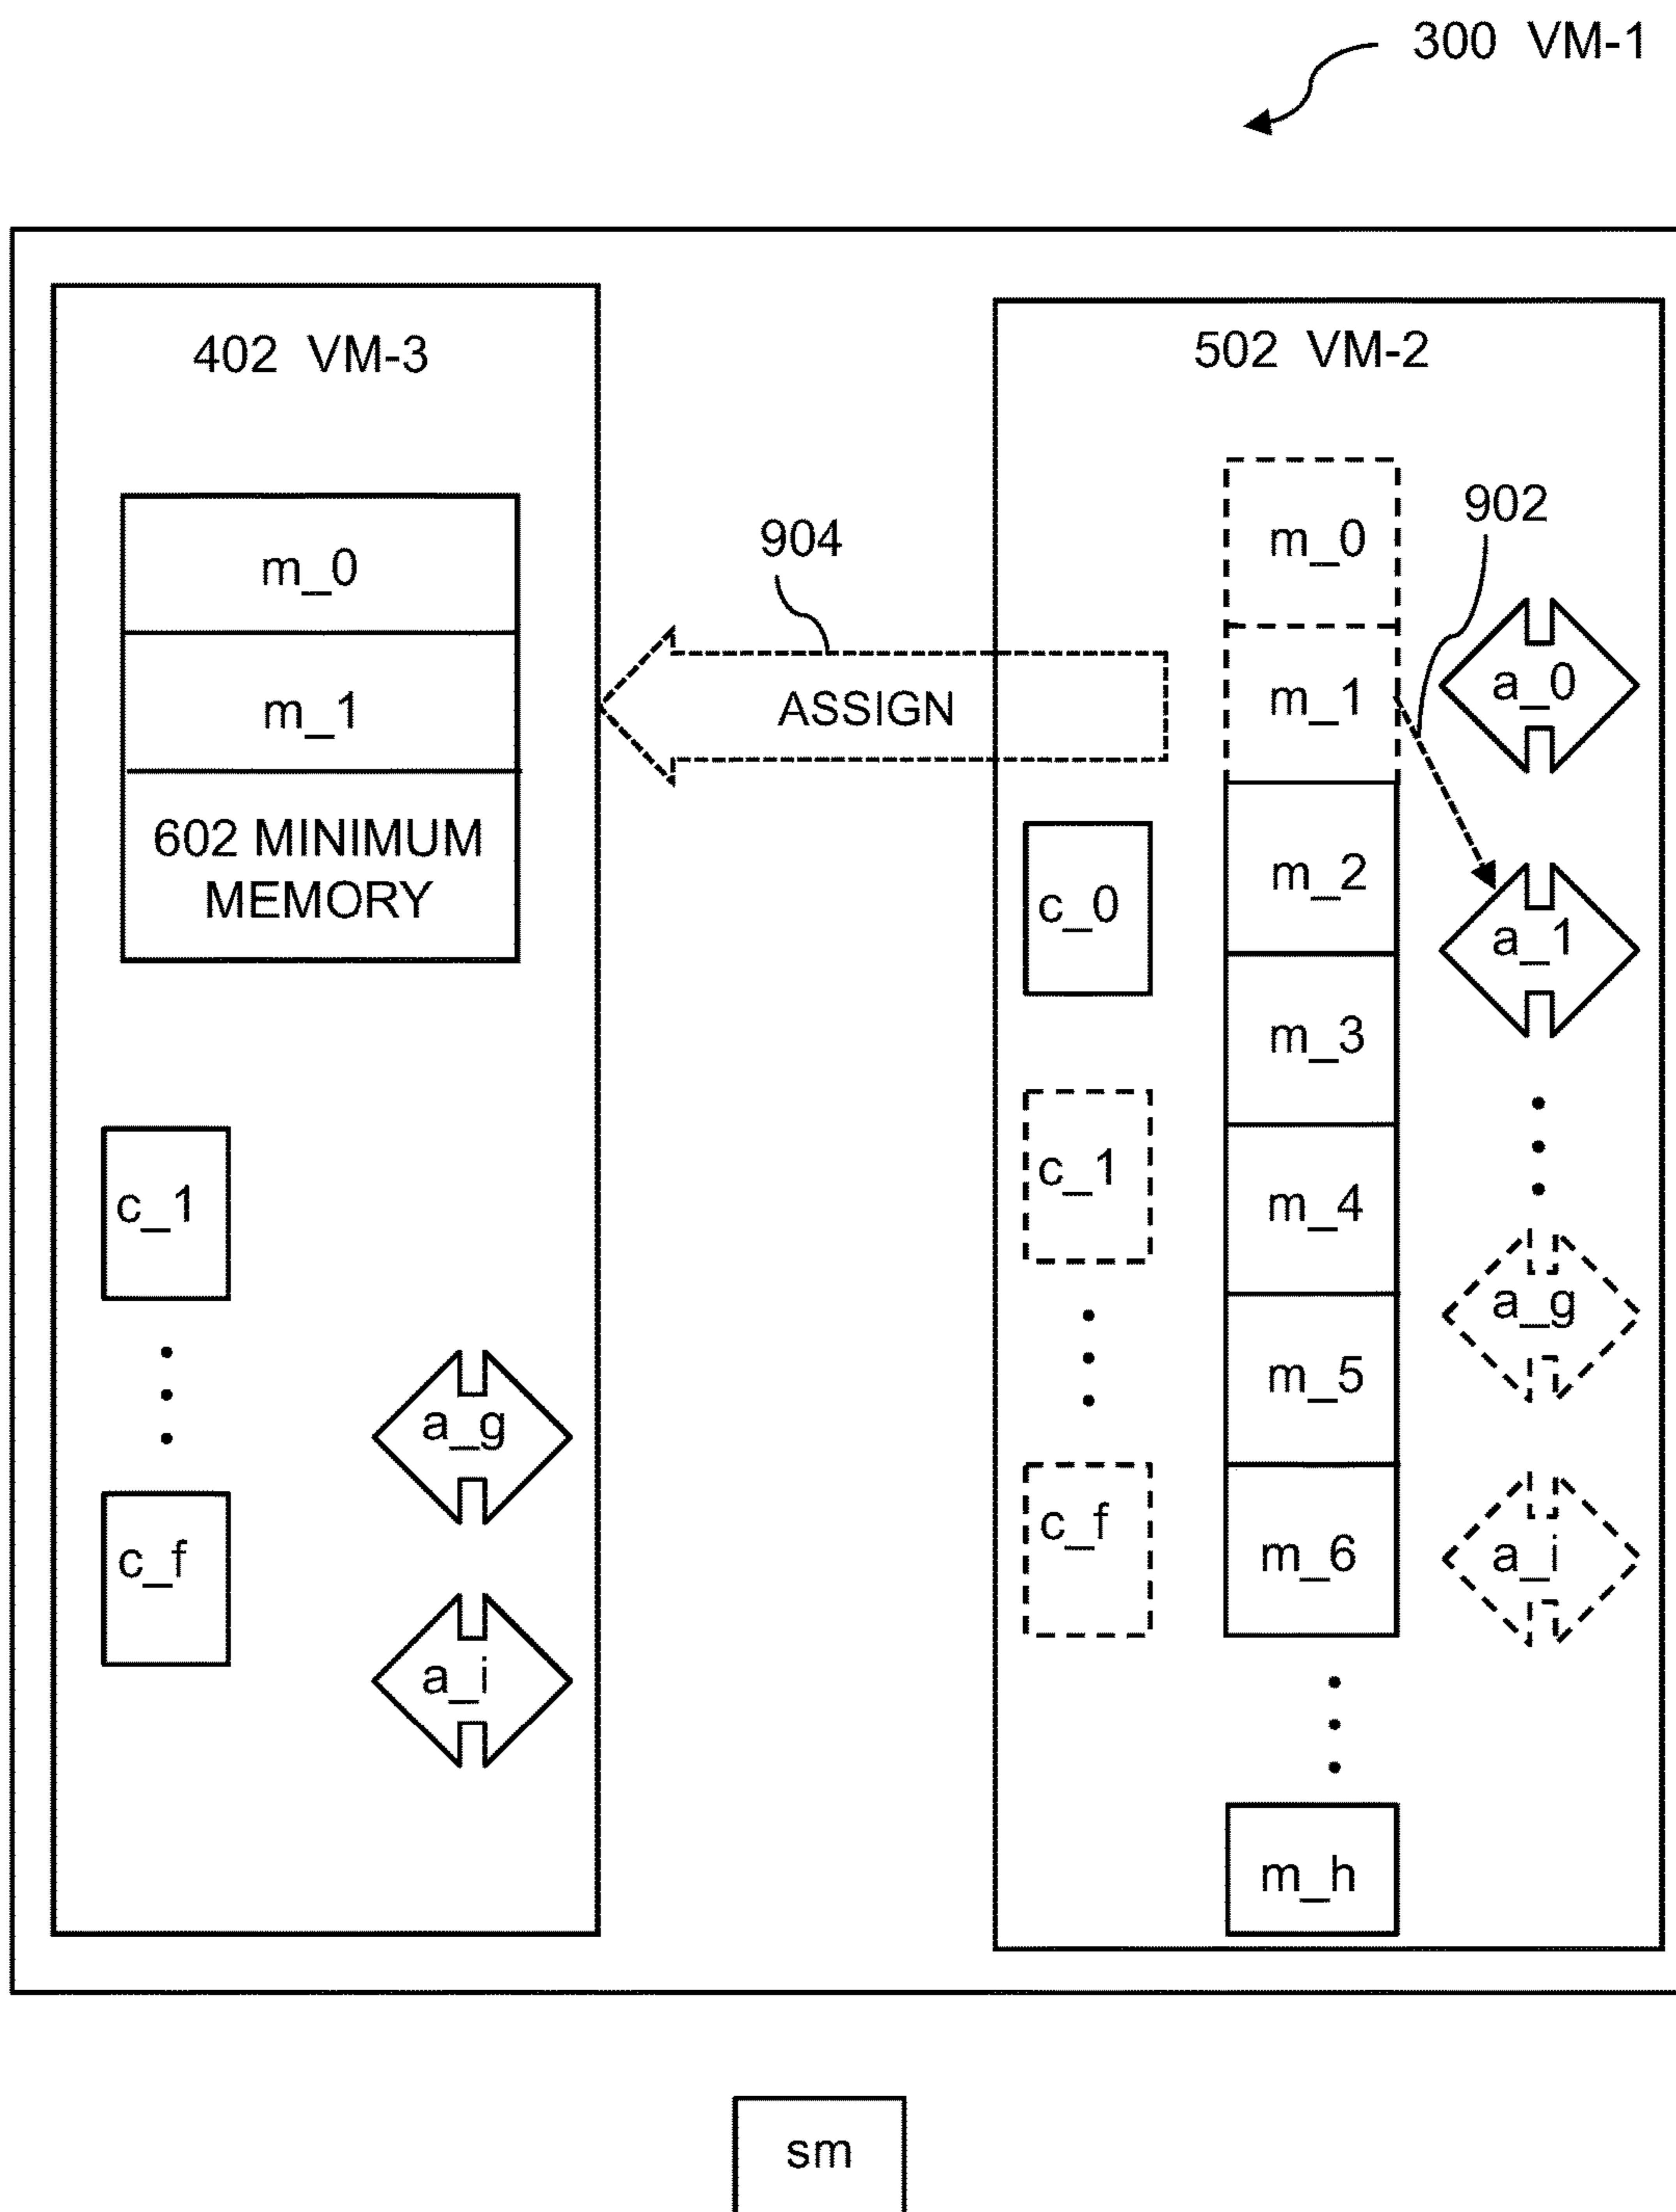 300 VM-1
402 VM-3
m_0
m_1
602 MINIMUM
MEMORY
c_1
c_f
a_g
a_i
904
ASSIGN
502 VM-2
902
m_0
m_1
m_2
m_3
m_4
m_5
m_6
m_h
c_0
c_1
c_f
a_0
a_1
a_g
a_i
sm